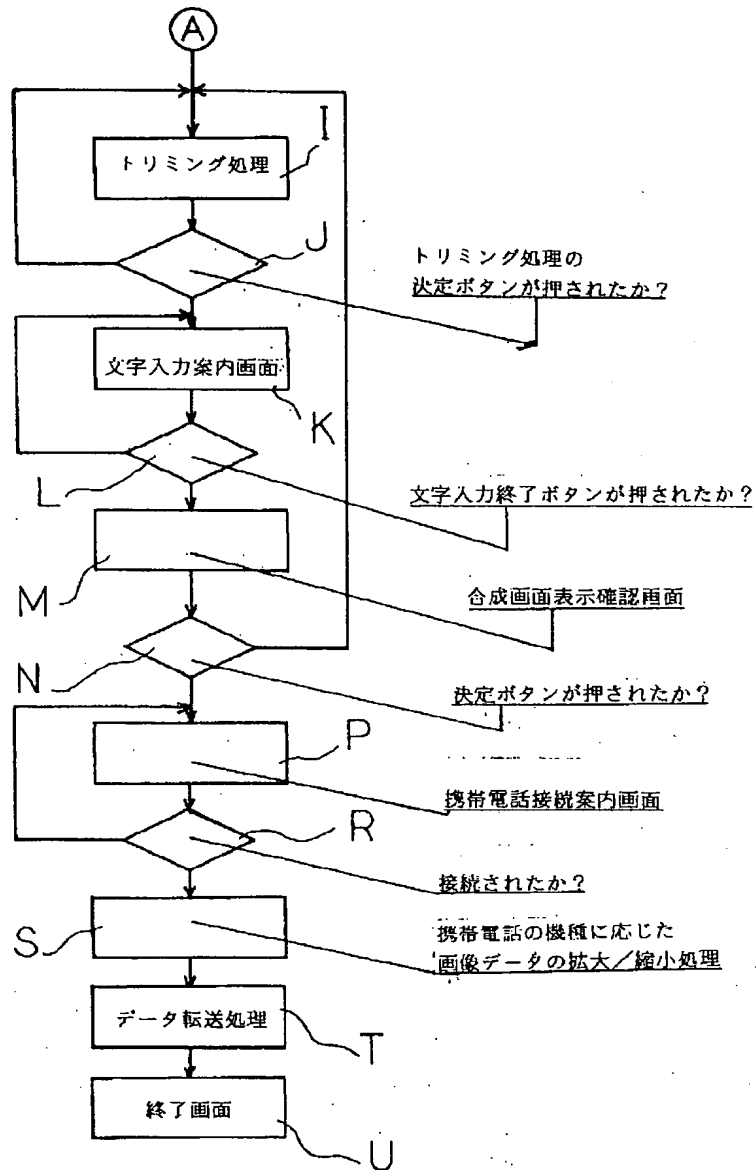 A
I
トリミング処理
J
トリミング処理の
決定ボタンが押されたか？
文字入力案内画面
K
L
文字入力終了ボタンが押されたか？
M
合成画面表示確認画面
N
決定ボタンが押されたか？
P
携帯電話接続案内画面
R
接続されたか？
S
携帯電話の機種に応じた
画像データの拡大／縮小処理
データ転送処理
T
終了画面
U